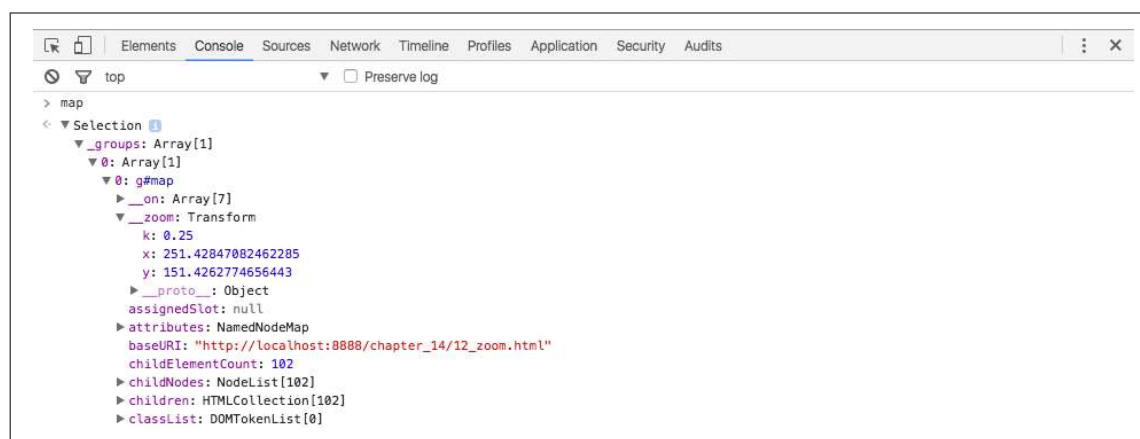 Elements Console Sources Network Timeline Profiles Application Security Audits
top Preserve log
> map
Selection i
_groups: Array[1]
0: Array[1]
0: g#map
__on: Array[7]
__zoom: Transform
k: 0.25
x: 251.42847082462285
y: 151.4262774656443
__proto__: Object
assignedSlot: null
attributes: NamedNodeMap
baseURI: "http://localhost:8888/chapter_14/12_zoom.html"
childElementCount: 102
childNodes: NodeList[102]
children: HTMLCollection[102]
classList: DOMTokenList[0]